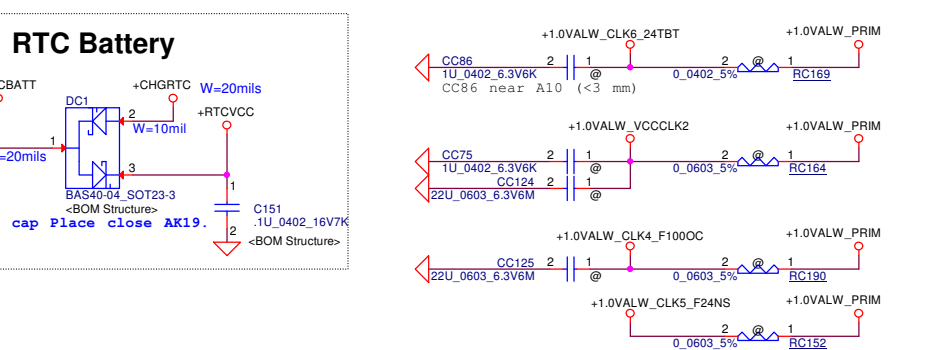 RTC Battery
CBATT
+CHGRTC
W=20mils
DC1
+RTCVCC
2
W=10mil
1
=20mils
3
BAS40-04_SOT23-3
<BOM Structure>
cap Place close AK19.
1
C151
.1U_0402_16V7K
2
<BOM Structure>
+1.0VALW_CLK6_24TBT
+1.0VALW_PRIM
CC86 2 1 2 @ 1
1U_0402_6.3V6K @ 0_0402_5% RC169
CC86 near A10 (<3 mm)
+1.0VALW_VCCCLK2
+1.0VALW_PRIM
CC75 2 1 2 @ 1
1U_0402_6.3V6K @ 0_0603_5% RC164
CC124 2 1
22U_0603_6.3V6M @
+1.0VALW_CLK4_F100OC
+1.0VALW_PRIM
CC125 2 1 2 @ 1
22U_0603_6.3V6M @ 0_0603_5% RC190
+1.0VALW_CLK5_F24NS
+1.0VALW_PRIM
2 @ 1
0_0603_5% RC152